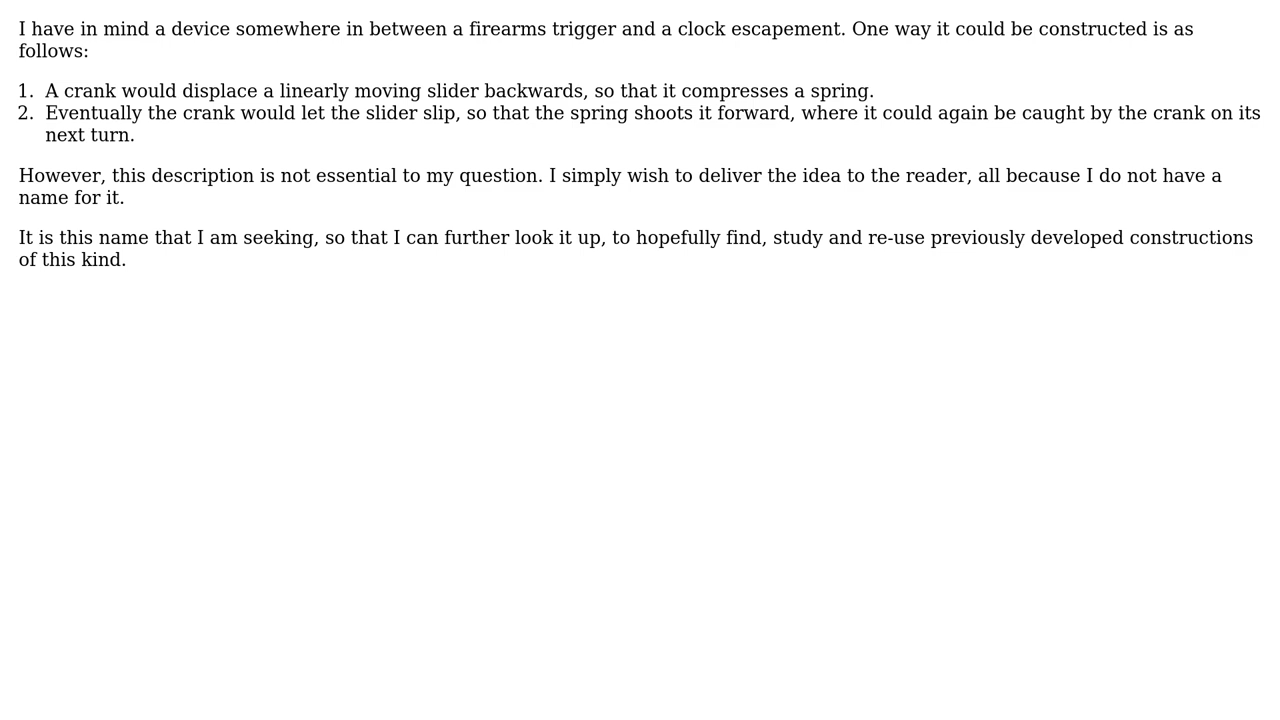 I have in mind a device somewhere in between a firearms trigger and a clock escapement. One way it could be constructed is as
follows:
1. A crank would displace a linearly moving slider backwards, so that it compresses a spring.
2. Eventually the crank would let the slider slip, so that the spring shoots it forward, where it could again be caught by the crank on its
next turn.
However, this description is not essential to my question. I simply wish to deliver the idea to the reader, all because I do not have a
name for it.
It is this name that I am seeking, so that I can further look it up, to hopefully find, study and re-use previously developed constructions
of this kind.